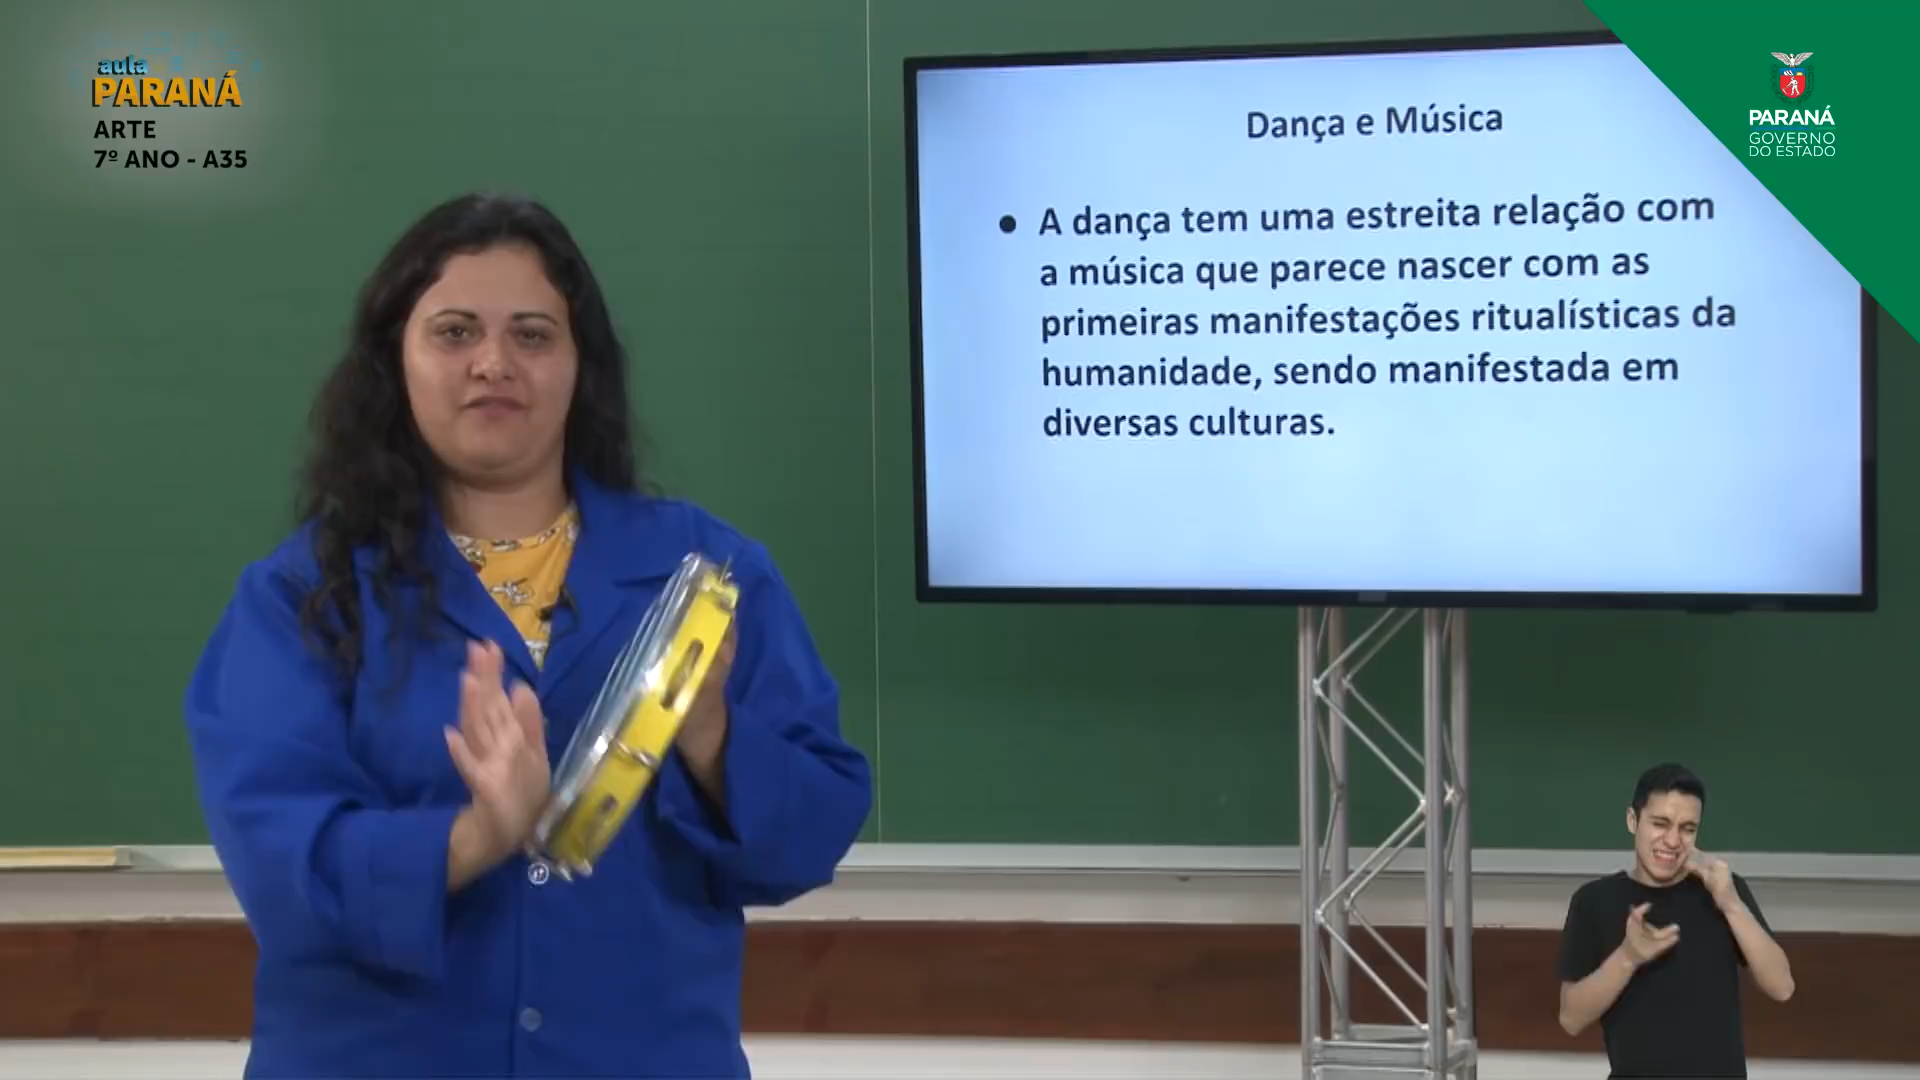 aula
PARANÁ
ARTE
7º ANO - A35
Dança e Música
● A dança tem uma estreita relação com
a música que parece nascer com as
primeiras manifestações ritualísticas da
humanidade, sendo manifestada em
diversas culturas.
PARANÁ
GOVERNO
DO ESTADO